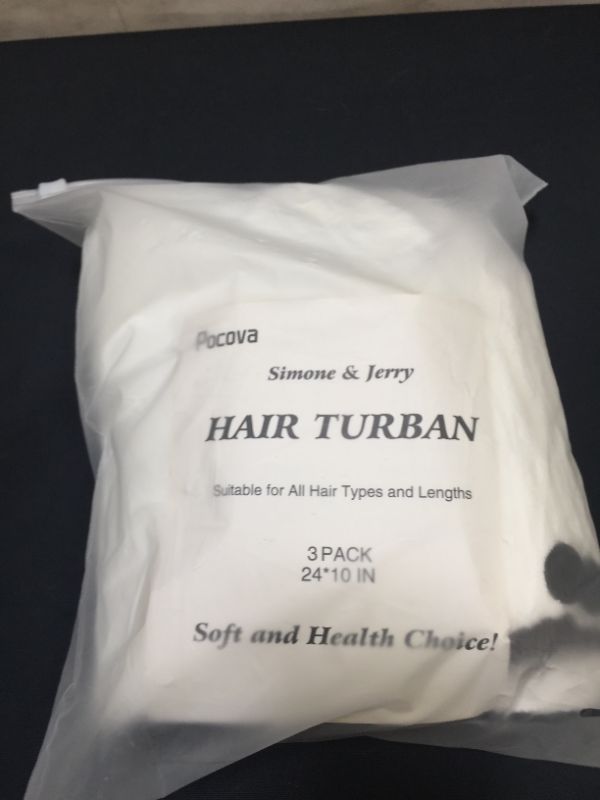 Pocova
Simone & Jerry
HAIR TURBAN
Suitable for All Hair Types and Lengths
3 PACK
24*10 IN
Soft and Health Choice!